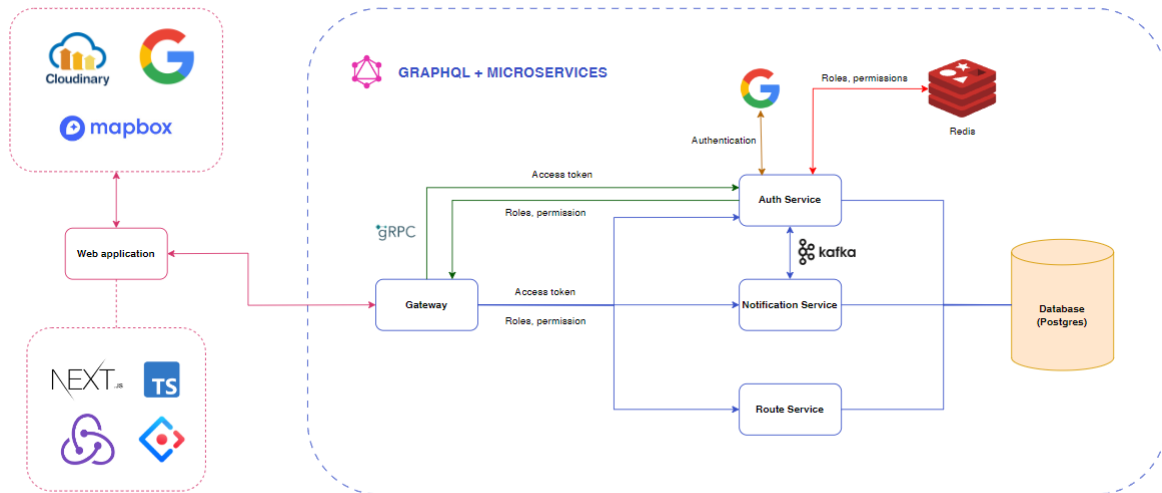 Cloudinary
mapbox
Web application
NEXT.JS
TS
GRAPHQL + MICROSERVICES
Authentication
Roles, permissions
Redis
Access token
Auth Service
Roles, permission
gRPC
kafka
Gateway
Access token
Roles, permission
Notification Service
Route Service
Database
(Postgres)